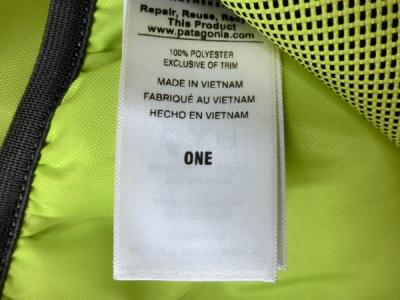 Repair, Reuse,
This Product
www.patagonia.com
100% POLYESTER
EXCLUSIVE OF TRIM
MADE IN VIETNAM
FABRIQUÉ AU VIETNAM
HECHO EN VIETNAM
ONE